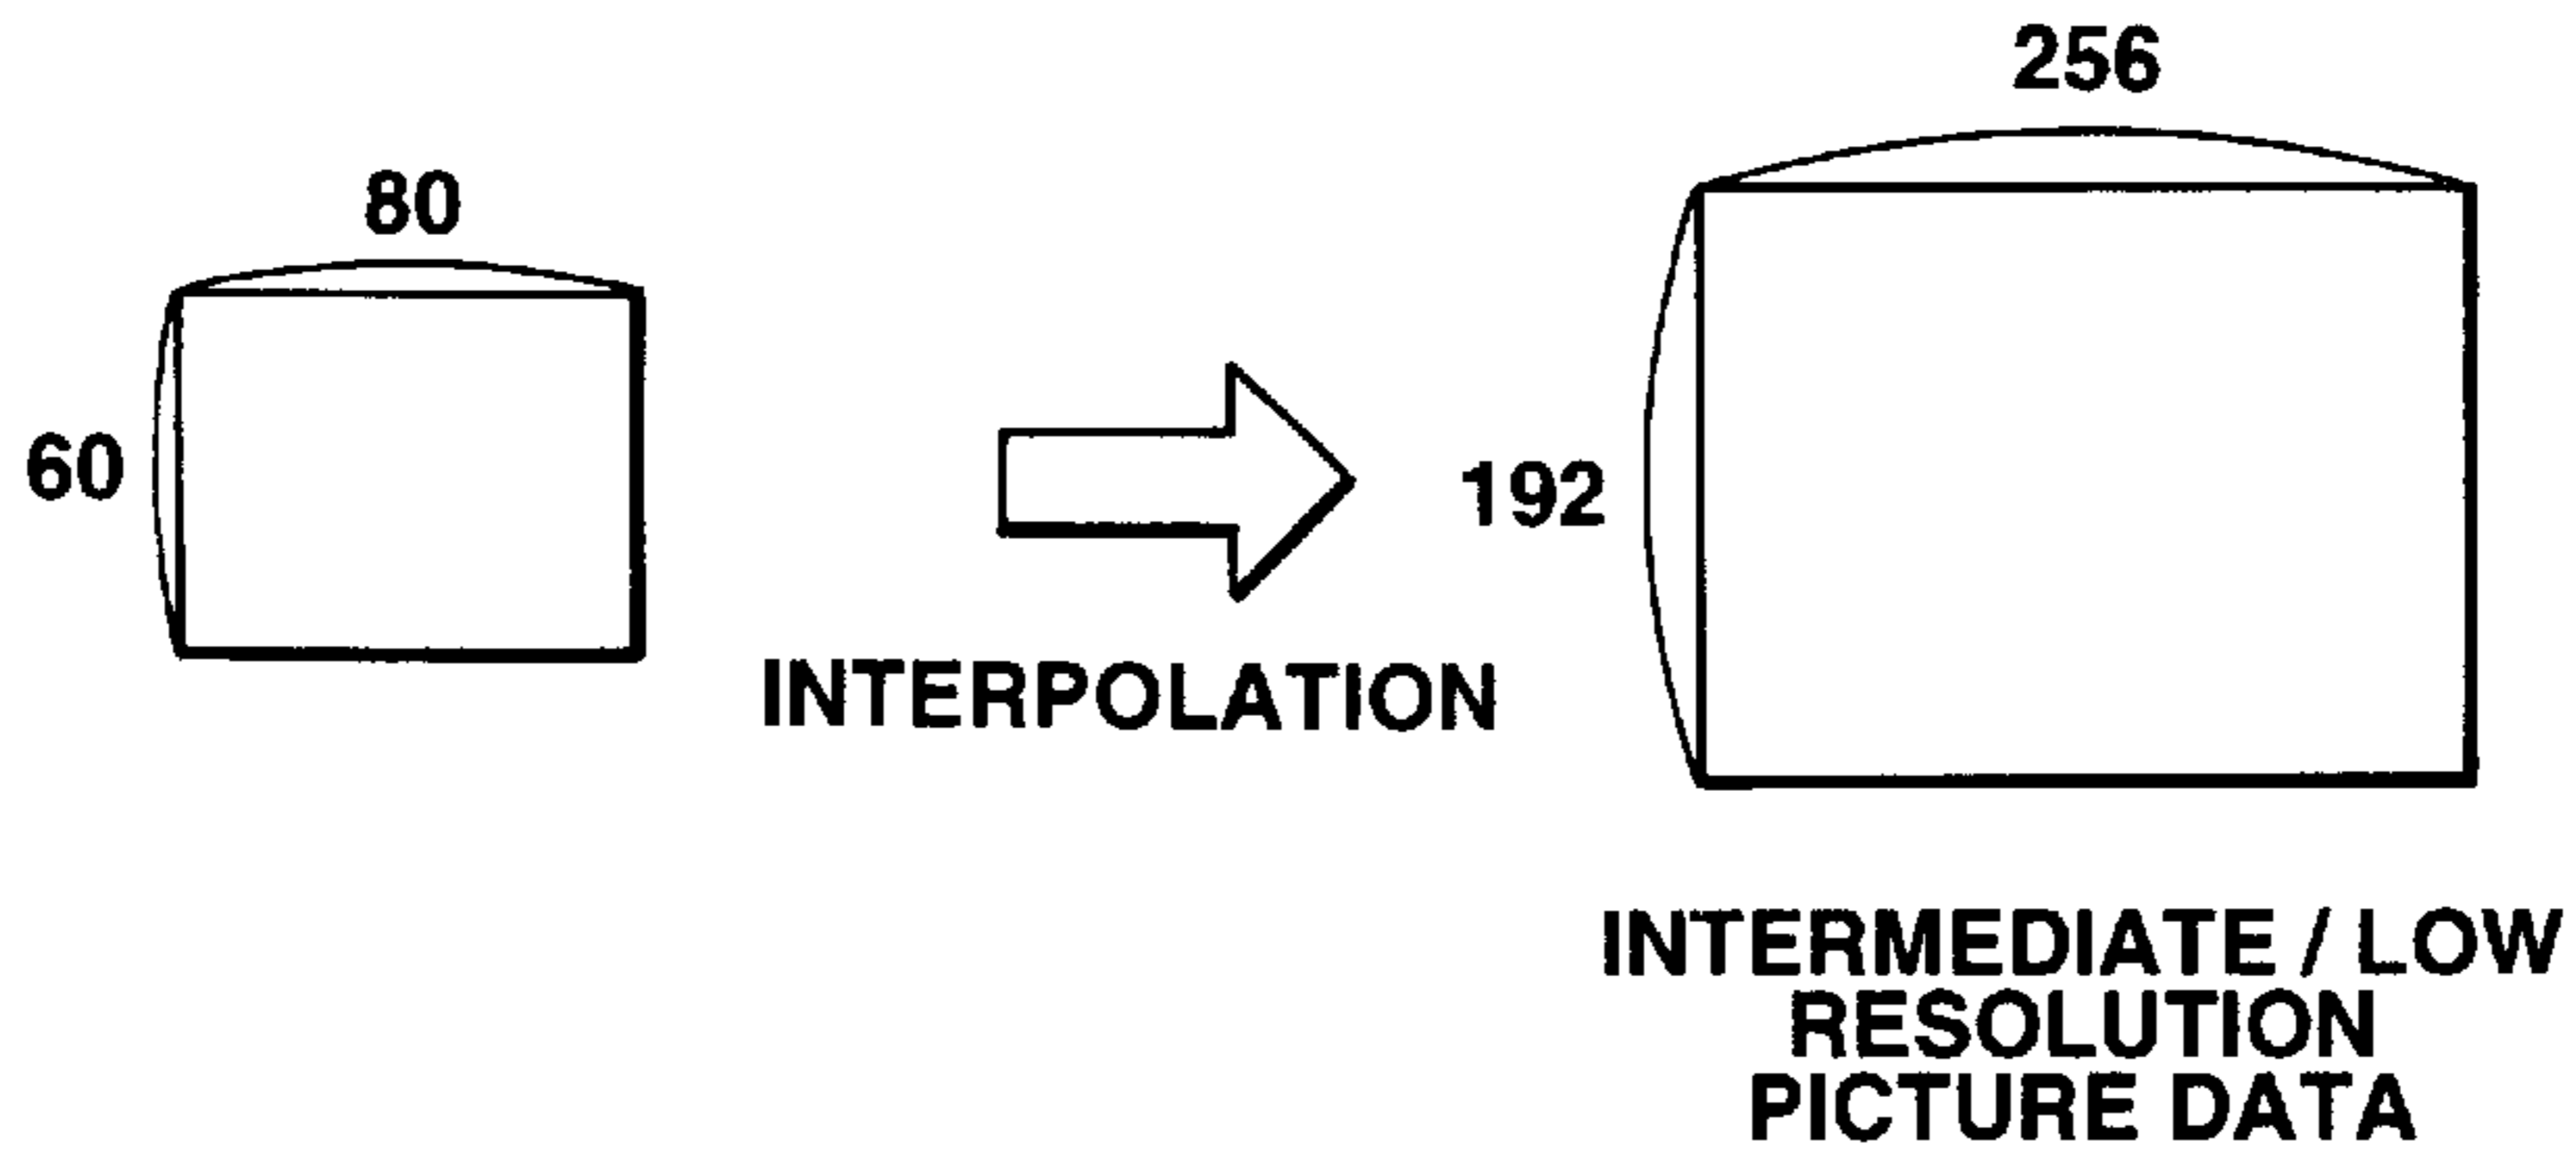 80
60
INTERPOLATION
256
192
INTERMEDIATE / LOW
RESOLUTION
PICTURE DATA